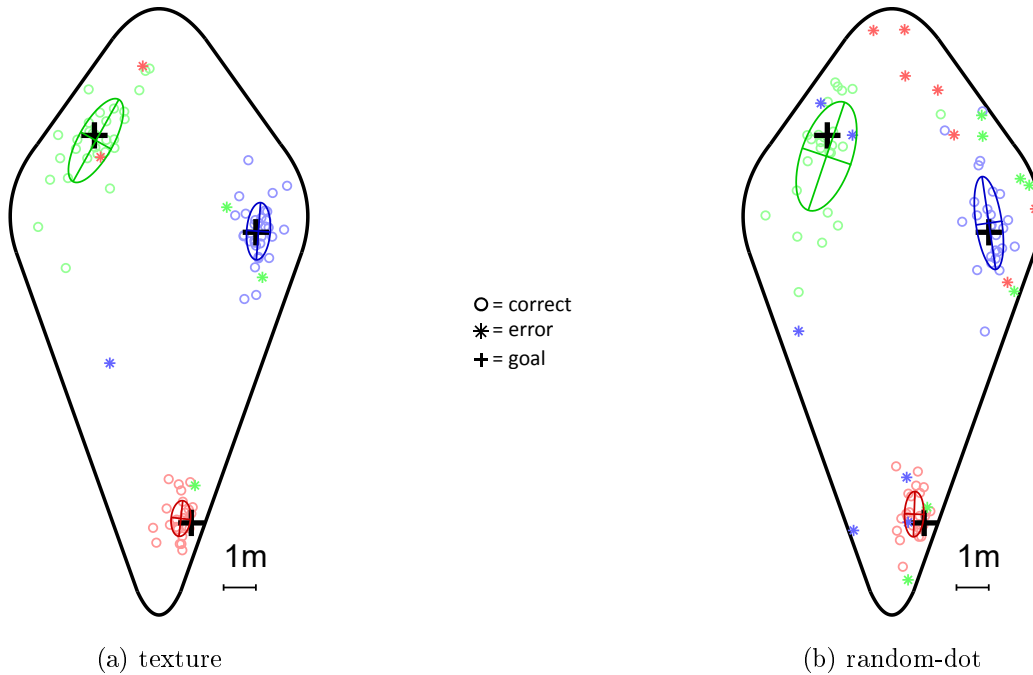 = correct
= error
= goal
1m
1m
(a) texture
(b) random-dot